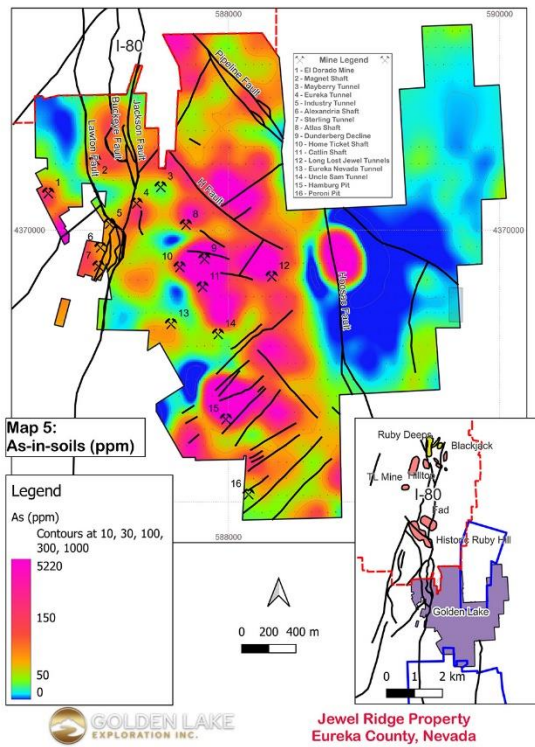 588000
590000
I-80
Pipeline Fault
Mine Legend
1 - El Dorado Mine
2 - Magnet Shaft
3 - Mayberry Tunnel
4 - Eureka Tunnel
5 - Industry Tunnel
6 - Alexandria Shaft
7 - Sterling Tunnel
8 - Atlas Shaft
9 - Dunderberg Decline
10 - Home Ticket Shaft
11 - Catlin Shaft
12 - Long Lost Jewel Tunnels
13 - Eureka Nevada Tunnel
14 - Uncle Sam Tunnel
15 - Hamburg Pit
16 - Poroni Pit
Lawton Fault
Buckeye Fault
Jackson Fault
H Fault
Hoosac Fault
1
2
3
4
5
6
7
8
9
10
11
12
13
14
15
16
4370000
4370000
Map 5:
As-in-soils (ppm)
Legend
As (ppm)
Contours at 10, 30, 100,
300, 1000
5220
150
50
0
588000
0 200 400 m
Ruby Deeps
Blackjack
TL Mine
Hilltop
I-80
Fad
Historic Ruby Hill
Golden Lake
0 1 2 km
GOLDEN LAKE
EXPLORATION INC.
Jewel Ridge Property
Eureka County, Nevada